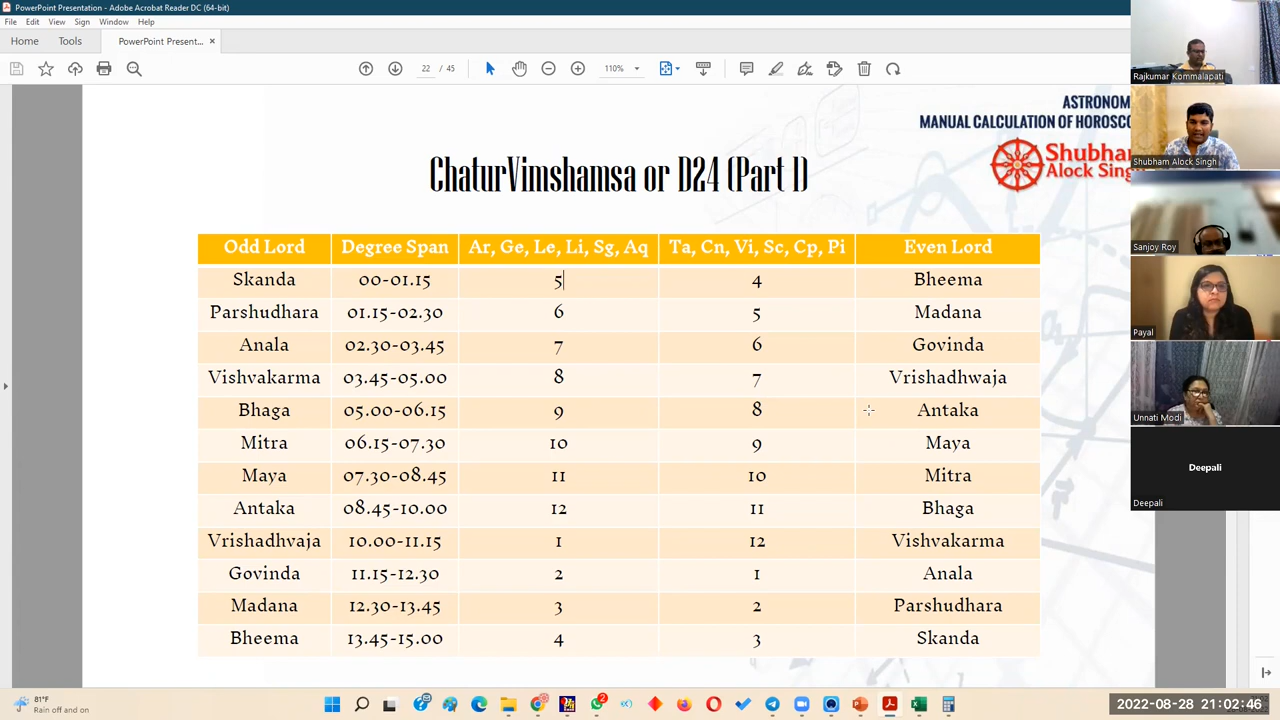 PowerPoint Presentation - Adobe Acrobat Reader DC (64-bit)
File Edit View Sign Window Help
Home Tools PowerPoint Present... ×
22 / 45 110%
ASTRONOM
MANUAL CALCULATION OF HOROSC
Shubham
Alock Sing
ChaturVimshamsa or D24 (Part I)
Odd Lord Degree Span Ar, Ge, Le, Li, Sg, Aq Ta, Cn, Vi, Sc, Cp, Pi Even Lord
Skanda 00-01.15 5 4 Bheema
Parshudhara 01.15-02.30 6 5 Madana
Anala 02.30-03.45 7 6 Govinda
Vishvakarma 03.45-05.00 8 7 Vrishadhwaja
Bhaga 05.00-06.15 9 8 Antaka
Mitra 06.15-07.30 10 9 Maya
Maya 07.30-08.45 11 10 Mitra
Antaka 08.45-10.00 12 11 Bhaga
Vrishadhvaja 10.00-11.15 1 12 Vishvakarma
Govinda 11.15-12.30 2 1 Anala
Madana 12.30-13.45 3 2 Parshudhara
Bheema 13.45-15.00 4 3 Skanda
Rajkumar Kommalapati
Shubham Alock Singh
Sanjoy Roy
Payal
Unnati Modi
Deepali
Deepali
81°F
Rain off and on
2
2022-08-28 21:02:46